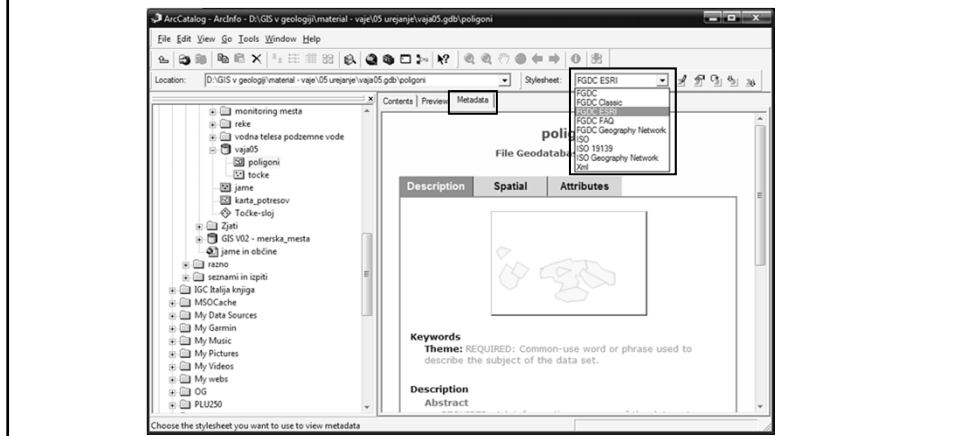 ArcCatalog - ArcInfo - D:\GIS v geologiji\material - vaje\05 urejanje\vaja05.gdb\poligoni
File Edit View Go Tools Window Help
Location: D:\GIS v geologiji\material - vaje\05 urejanje\vaja05.gdb\poligoni Stylesheet: FGDC ESRI
FGDC
FGDC Classic
FGDC ESRI
FGDC FAQ
FGDC Geography Network
ISO
ISO 19139
ISO Geography Network
Xml
monitoring mesta
reke
vodna telesa podzemne vode
vaja05
poligoni
tocke
jame
karta_potresov
Točke-sloj
Zjati
GIS V02 - merska_mesta
jame in občine
razno
seznami in izpiti
IGC Italija knjiga
MSOCache
My Data Sources
My Garmin
My Music
My Pictures
My Videos
My webs
OG
PLU250
Contents Preview Metadata
File
Description Spatial Attributes
Keywords
Theme: REQUIRED: Common-use word or phrase used to
describe the subject of the data set.
Description
Abstract
Choose the stylesheet you want to use to view metadata